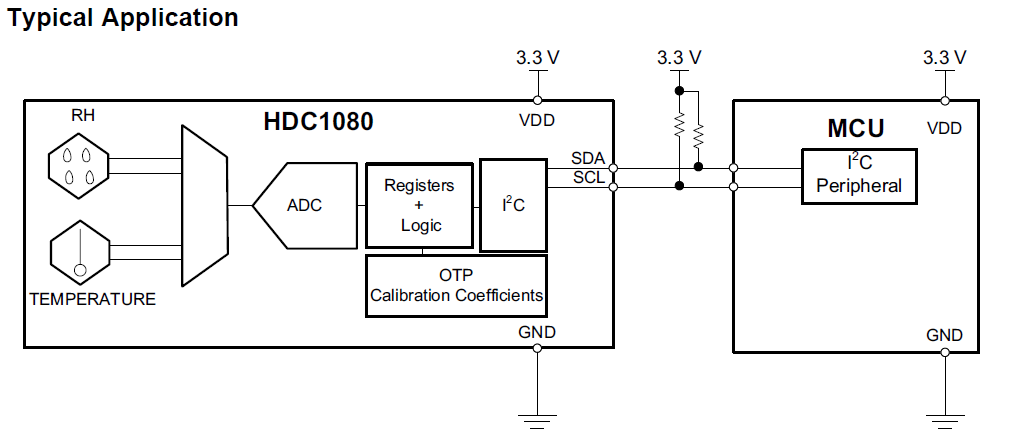 Typical Application
3.3 V
3.3 V
3.3 V
RH
HDC1080
VDD
MCU
VDD
SDA
SCL
ADC
Registers
+
Logic
I²C
I²C
Peripheral
OTP
Calibration Coefficients
TEMPERATURE
GND
GND